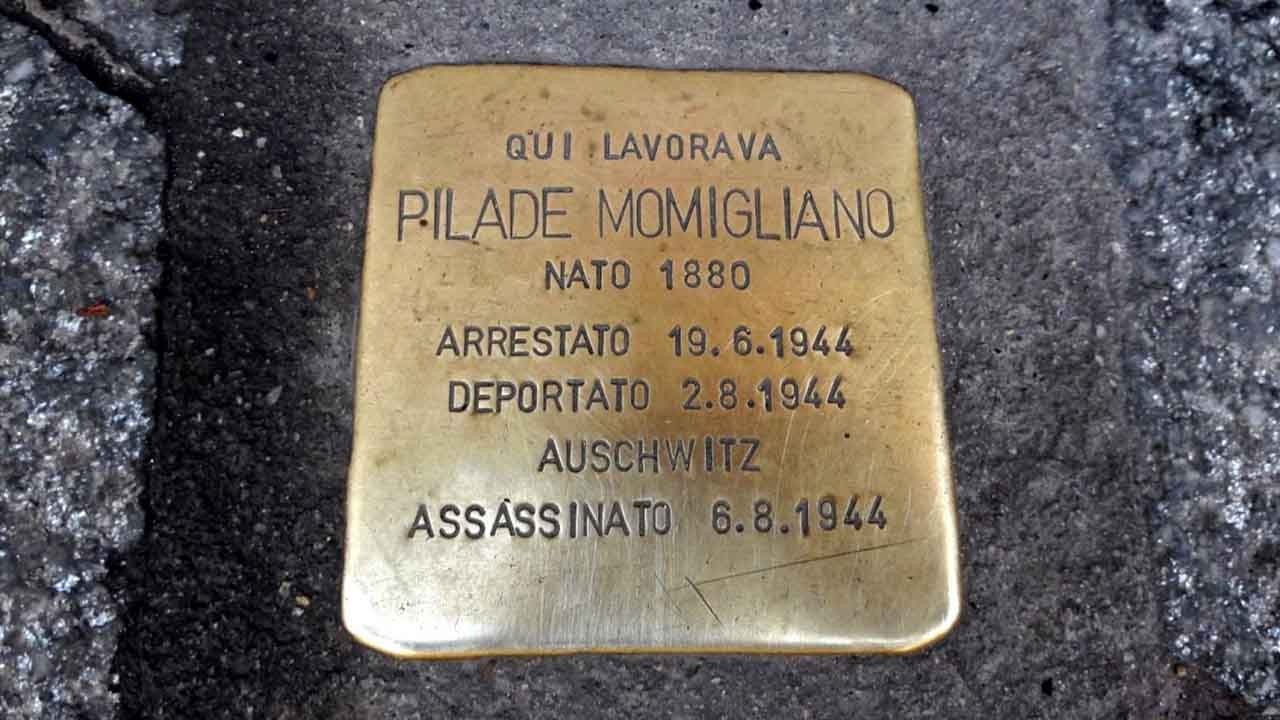 QUI LAVORAVA
PILADE MOMIGLIANO
NATO 1880
ARRESTATO 19.6.1944
DEPORTATO 2.8.1944
AUSCHWITZ
ASSASSINATO 6.8.1944